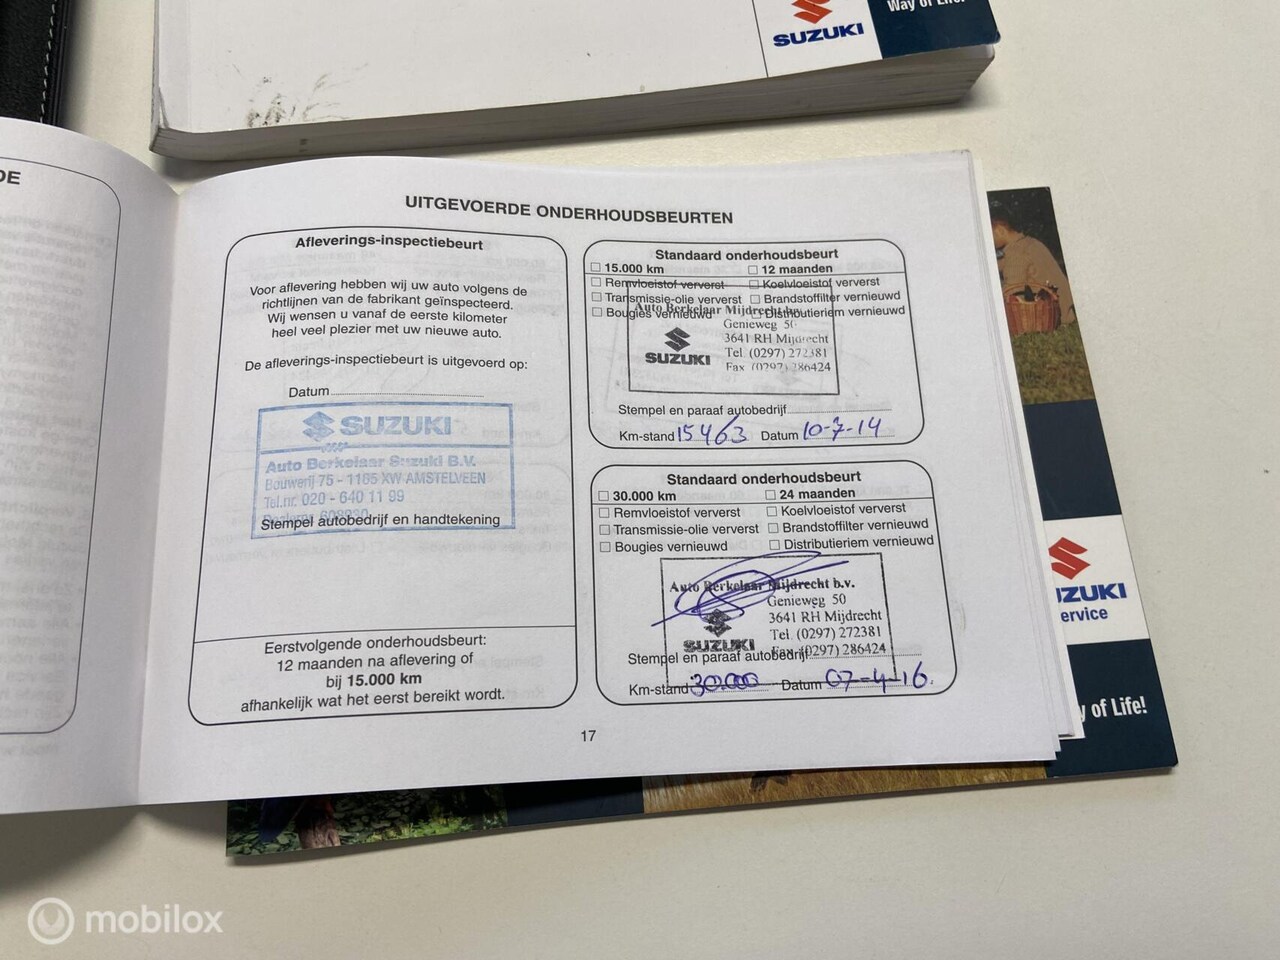 Way of Life!
SUZUKI
DE
UITGEVOERDE ONDERHOUDSBEURTEN
Afleverings-inspectiebeurt
Voor aflevering hebben wij uw auto volgens de
richtlijnen van de fabrikant geïnspecteerd.
Wij wensen u vanaf de eerste kilometer
heel veel plezier met uw nieuwe auto.
De afleverings-inspectiebeurt is uitgevoerd op:
Datum
SUZUKI
Auto Berkelaar Suzuki B.V.
Bouwerij 75 - 1185 XW AMSTELVEEN
Tel.nr. 020 - 640 11 99
Stempel autobedrijf en handtekening
Eerstvolgende onderhoudsbeurt:
12 maanden na aflevering of
bij 15.000 km
afhankelijk wat het eerst bereikt wordt.
Standaard onderhoudsbeurt
15.000 km 12 maanden
Remvloeistof ververst Koelvloeistof ververst
Transmissie-olie ververst Brandstoffilter vernieuwd
Bougies vernieuwd Distributieriem vernieuwd
Auto Berkelaar Mijdrecht b.v.
Genieweg 50
3641 RH Mijdrecht
SUZUKI
Tel. (0297) 272381
Fax (0297) 286424
Stempel en paraaf autobedrijf
Km-stand 15463 Datum 10-7-14
Standaard onderhoudsbeurt
30.000 km 24 maanden
Remvloeistof ververst Koelvloeistof ververst
Transmissie-olie ververst Brandstoffilter vernieuwd
Bougies vernieuwd Distributieriem vernieuwd
Auto Berkelaar Mijdrecht b.v.
Genieweg 50
3641 RH Mijdrecht
Tel. (0297) 272381
SUZUKI
Fax (0297) 286424
Stempel en paraaf autobedrijf
Km-stand 30.000 Datum 07-4-16.
17
UZUKI
ervice
y of Life!
mobilox